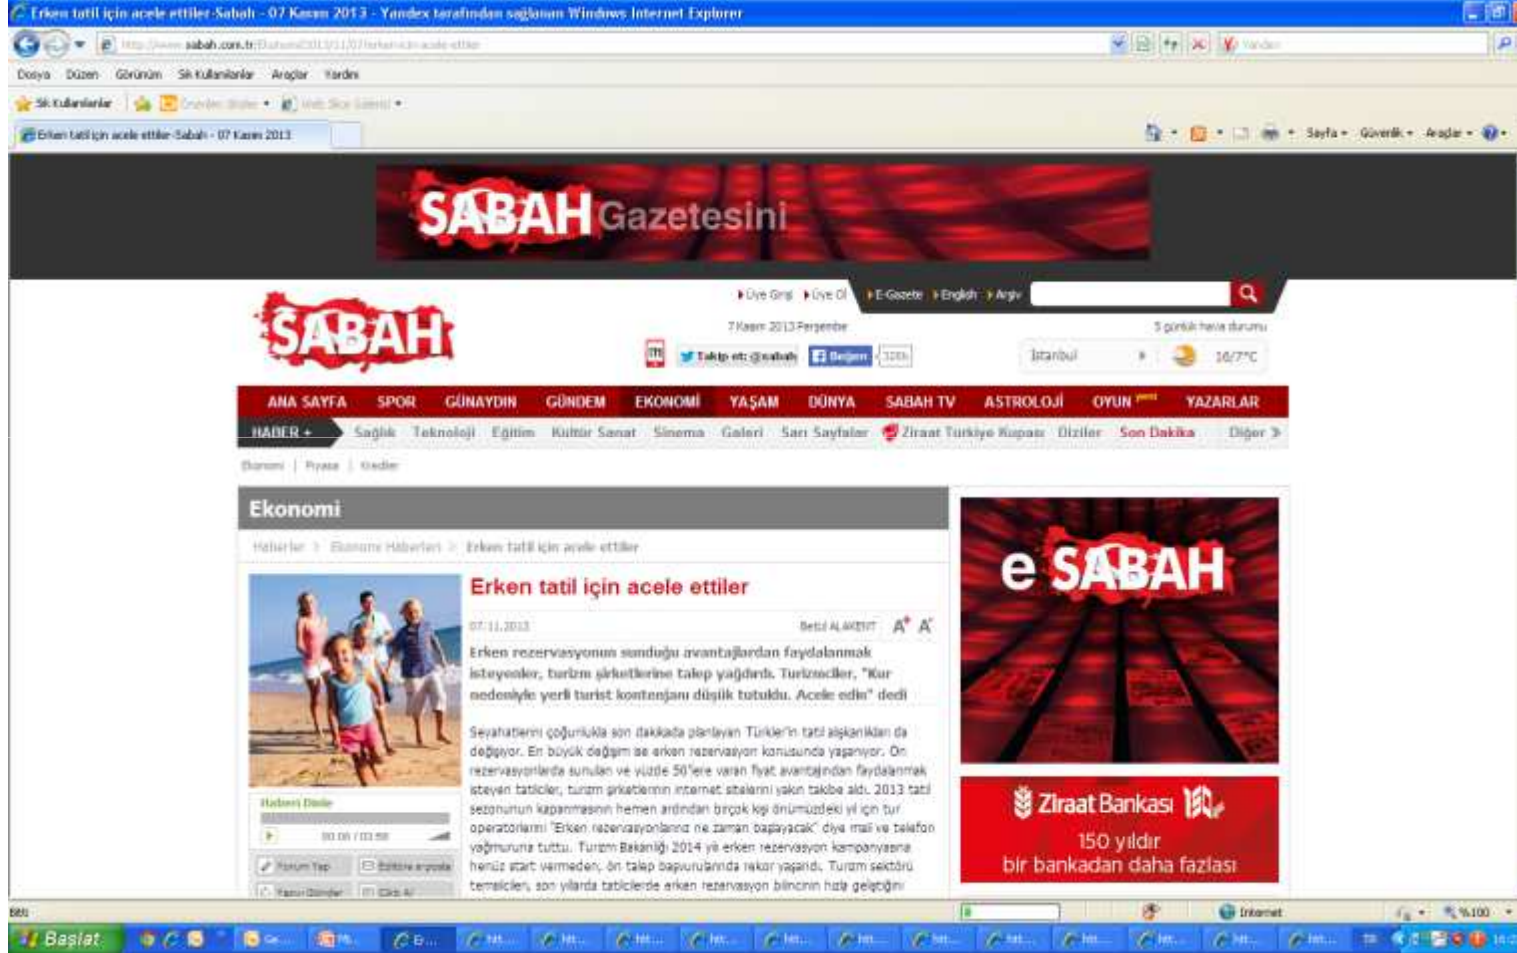 Erken tatil için acele ettiler-Sabah - 07 Kasım 2013 - Yandex tarafından sağlanan Windows Internet Explorer
Dosya Düzen Görünüm Sık Kullanılanlar Araçlar Yardım
Sık Kullanılanlar
Erken tatil için acele ettiler-Sabah - 07 Kasım 2013
Sayfa Güvenlik Araçlar
SABAH Gazetesini
Üye Girişi Üye Ol E-Gazete English Arşiv
SABAH
7 Kasım 2013 Perşembe
5 günlük hava durumu
Takip et: @sabah Beğen
İstanbul 16/7°C
ANA SAYFA SPOR GÜNAYDIN GÜNDEM EKONOMİ YAŞAM DÜNYA SABAH TV ASTROLOJİ OYUN YAZARLAR
HABER + Sağlık Teknoloji Eğitim Kültür Sanat Sinema Galeri Sarı Sayfalar Ziraat Türkiye Kupası Diziler Son Dakika Diğer
Ekonomi | Piyasa | Krediler
Ekonomi
Haberler > Ekonomi Haberleri > Erken tatil için acele ettiler
Erken tatil için acele ettiler
07.11.2013
Betül ALAKENT A+ A-
Erken rezervasyonun sunduğu avantajlardan faydalanmak
isteyenler, turizm şirketlerine talep yağdırdı. Turizmciler, "Kur
nedeniyle yerli turist kontenjanı düşük tutuldu. Acele edin" dedi
Seyahatlerini çoğunlukla son dakikada planlayan Türkler'in tatil alışkanlıkları da
değişiyor. En büyük değişim ise erken rezervasyon konusunda yaşanıyor. Ön
rezervasyonlarda sunulan ve yüzde 50'lere varan fiyat avantajından faydalanmak
isteyen tatilciler, turizm şirketlerinin internet sitelerini yakın takibe aldı. 2013 tatil
sezonunun kapanmasının hemen ardından birçok kişi önümüzdeki yıl için tur
operatörlerini "Erken rezervasyonlarınız ne zaman başlayacak" diye mail ve telefon
yağmuruna tuttu. Turizm Bakanlığı 2014 yılı erken rezervasyon kampanyasına
henüz start vermeden, ön talep başvurularında rekor yaşandı. Turizm sektörü
temsilcileri, son yıllarda tatilcilerde erken rezervasyon bilincinin hızla geliştiğini
Haberi Dinle
00:00 / 03:58
Yorum Yap
Yazıyı Gönder
e SABAH
Ziraat Bankası 150.
150 yıldır
bir bankadan daha fazlası
Bitti
Internet
%100
Başlat